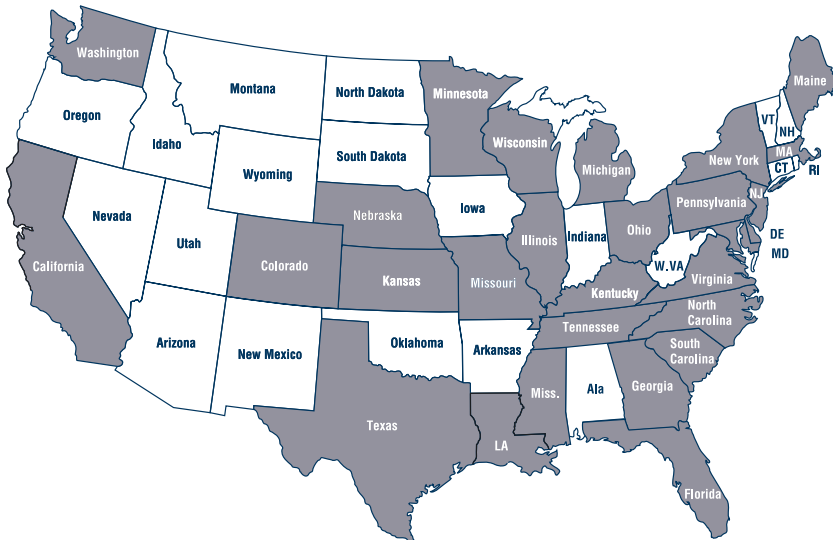 Washington
Montana
North Dakota
Minnesota
Maine
Oregon
Idaho
Wyoming
South Dakota
Wisconsin
Michigan
New York
VT
NH
MA
CT
RI
Nevada
Utah
Colorado
Nebraska
Iowa
Illinois
Indiana
Ohio
Pennsylvania
NJ
DE
MD
California
Kansas
Missouri
Kentucky
W.VA
Virginia
Arizona
New Mexico
Oklahoma
Arkansas
Tennessee
North
Carolina
South
Carolina
Texas
LA
Miss.
Ala
Georgia
Florida